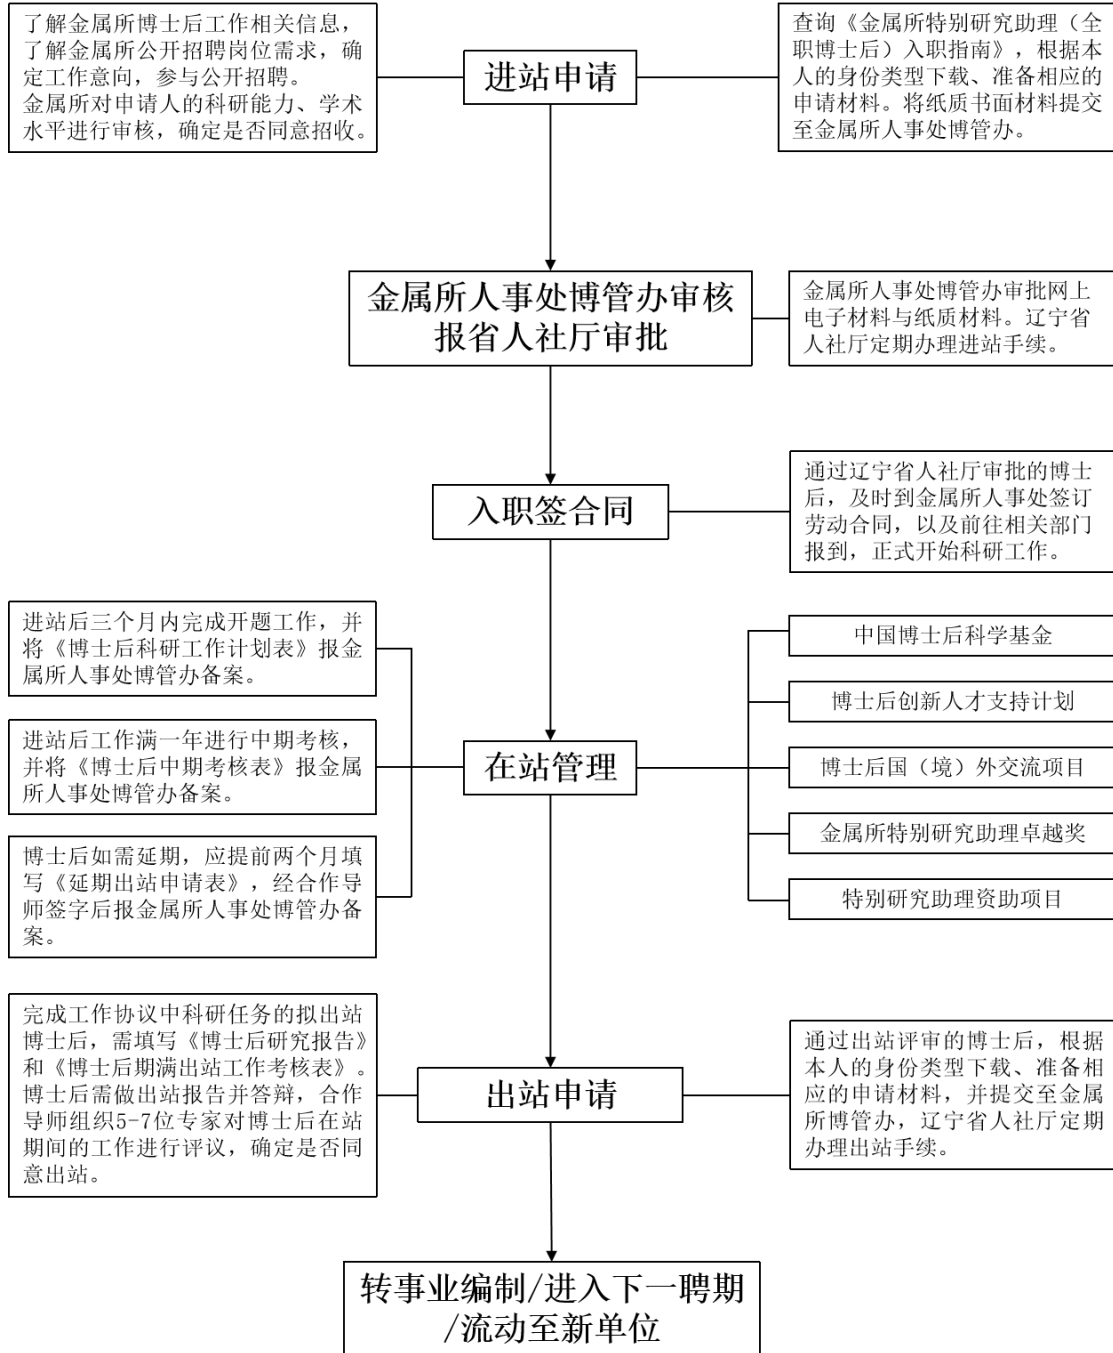 了解金属所博士后工作相关信息，
了解金属所公开招聘岗位需求，确
定工作意向，参与公开招聘。
金属所对申请人的科研能力、学术
水平进行审核，确定是否同意招收。
进站申请
查询《金属所特别研究助理（全
职博士后）入职指南》，根据本
人的身份类型下载、准备相应的
申请材料。将纸质书面材料提交
至金属所人事处博管办。
金属所人事处博管办审核
报省人社厅审批
金属所人事处博管办审批网上
电子材料与纸质材料。辽宁省
人社厅定期办理进站手续。
入职签合同
通过辽宁省人社厅审批的博士
后，及时到金属所人事处签订
劳动合同，以及前往相关部门
报到，正式开始科研工作。
进站后三个月内完成开题工作，并
将《博士后科研工作计划表》报金
属所人事处博管办备案。
进站后工作满一年进行中期考核，
并将《博士后中期考核表》报金属
所人事处博管办备案。
博士后如需延期，应提前两个月填
写《延期出站申请表》，经合作导
师签字后报金属所人事处博管办备
案。
在站管理
中国博士后科学基金
博士后创新人才支持计划
博士后国（境）外交流项目
金属所特别研究助理卓越奖
特别研究助理资助项目
完成工作协议中科研任务的拟出站
博士后，需填写《博士后研究报告》
和《博士后期满出站工作考核表》。
博士后需做出站报告并答辩，合作
导师组织5-7位专家对博士后在站
期间的工作进行评议，确定是否同
意出站。
出站申请
通过出站评审的博士后，根据
本人的身份类型下载、准备相
应的申请材料，并提交至金属
所博管办，辽宁省人社厅定期
办理出站手续。
转事业编制/进入下一聘期
/流动至新单位